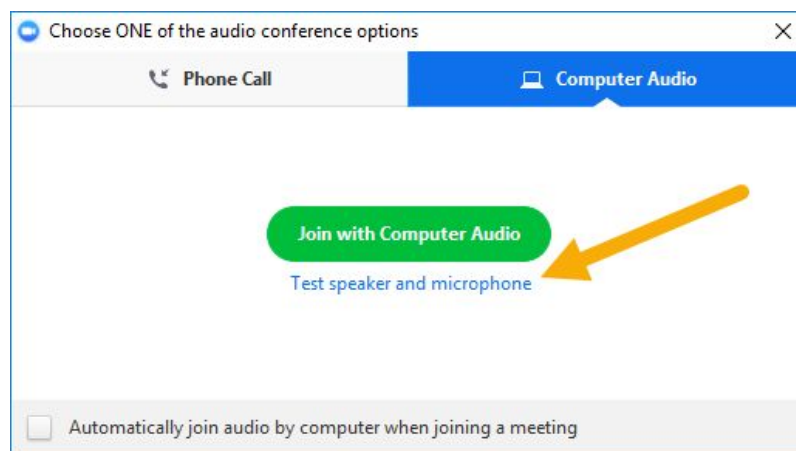 Choose ONE of the audio conference options
Phone Call
Computer Audio
Join with Computer Audio
Test speaker and microphone
Automatically join audio by computer when joining a meeting